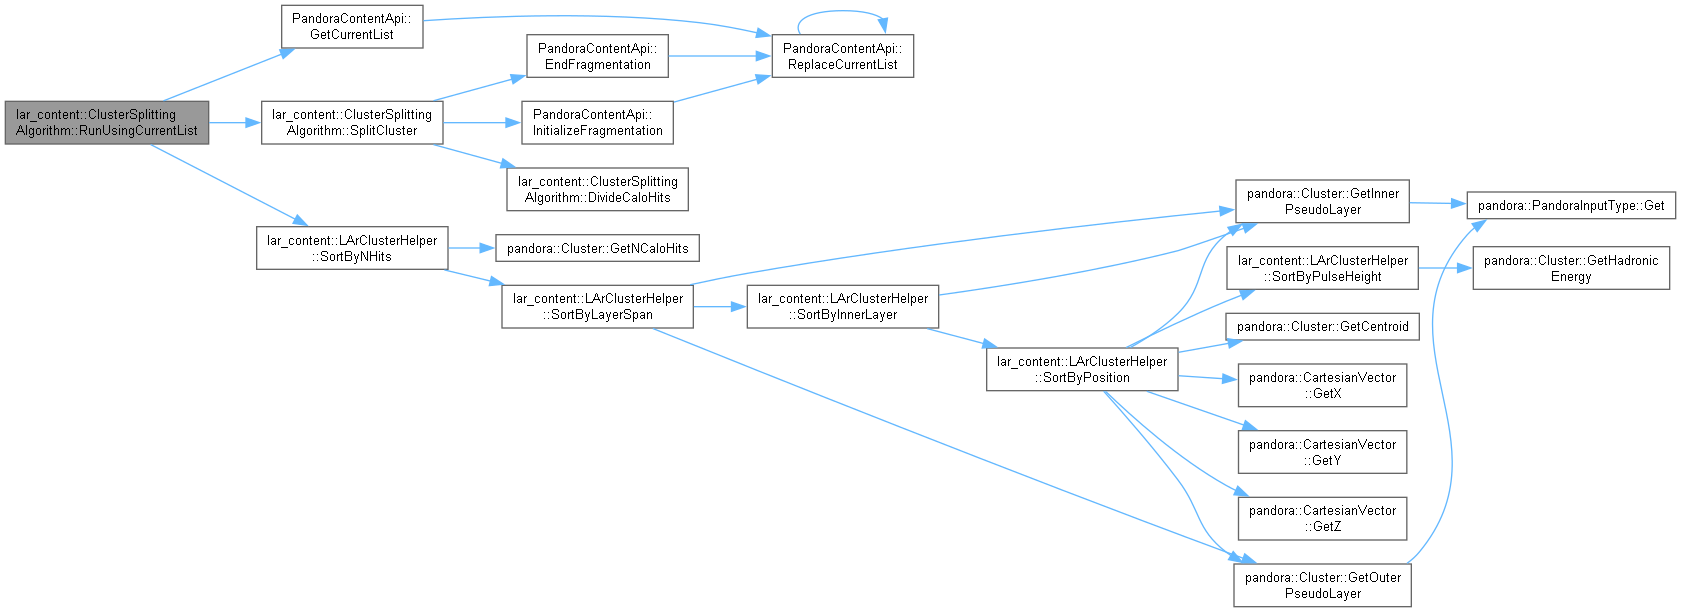 PandoraContentApi::
GetCurrentList
PandoraContentApi::
EndFragmentation
PandoraContentApi::
ReplaceCurrentList
lar_content::ClusterSplitting
Algorithm::RunUsingCurrentList
lar_content::ClusterSplitting
Algorithm::SplitCluster
PandoraContentApi::
InitializeFragmentation
lar_content::ClusterSplitting
Algorithm::DivideCaloHits
lar_content::LArClusterHelper
::SortByNHits
pandora::Cluster::GetNCaloHits
lar_content::LArClusterHelper
::SortByLayerSpan
lar_content::LArClusterHelper
::SortByInnerLayer
lar_content::LArClusterHelper
::SortByPosition
pandora::Cluster::GetInner
PseudoLayer
pandora::PandoraInputType::Get
lar_content::LArClusterHelper
::SortByPulseHeight
pandora::Cluster::GetHadronic
Energy
pandora::Cluster::GetCentroid
pandora::CartesianVector
::GetX
pandora::CartesianVector
::GetY
pandora::CartesianVector
::GetZ
pandora::Cluster::GetOuter
PseudoLayer